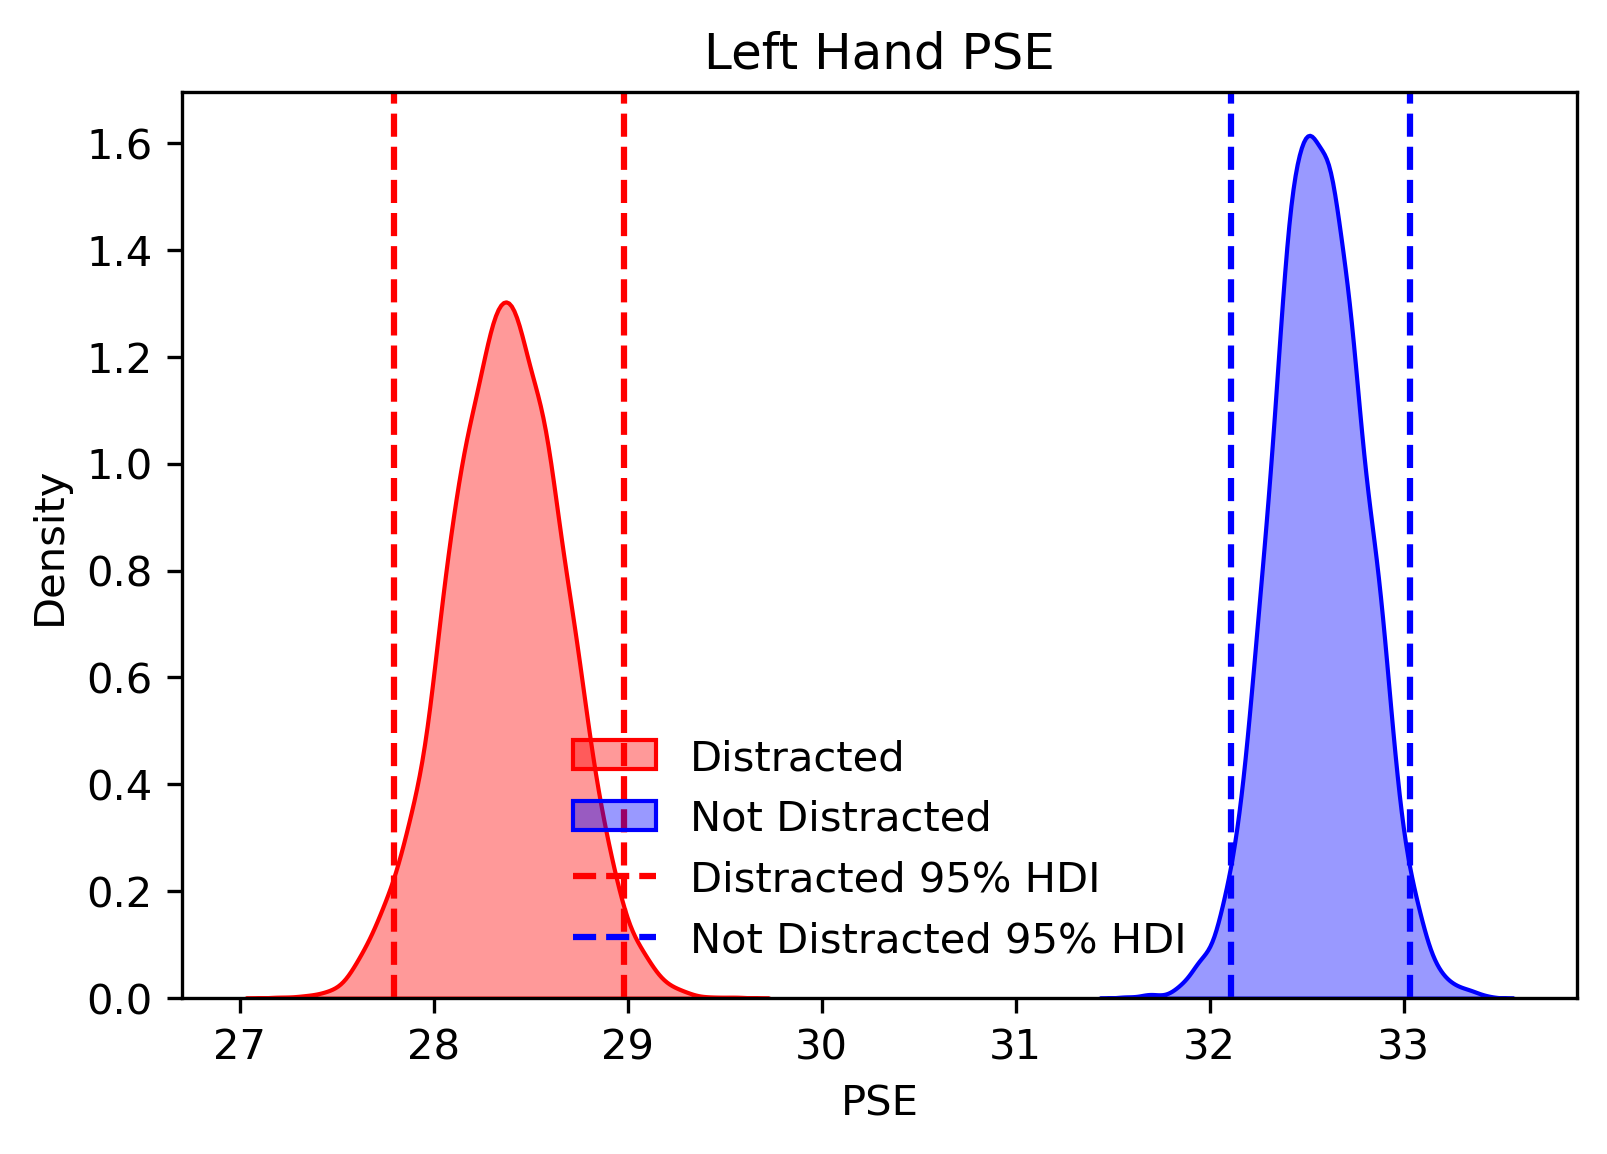 Left Hand PSE
1.6
1.4
1.2
1.0
0.8
0.6
0.4
0.2
0.0
Density
Distracted
Not Distracted
Distracted 95% HDI
Not Distracted 95% HDI
27 28 29 30 31 32 33
PSE